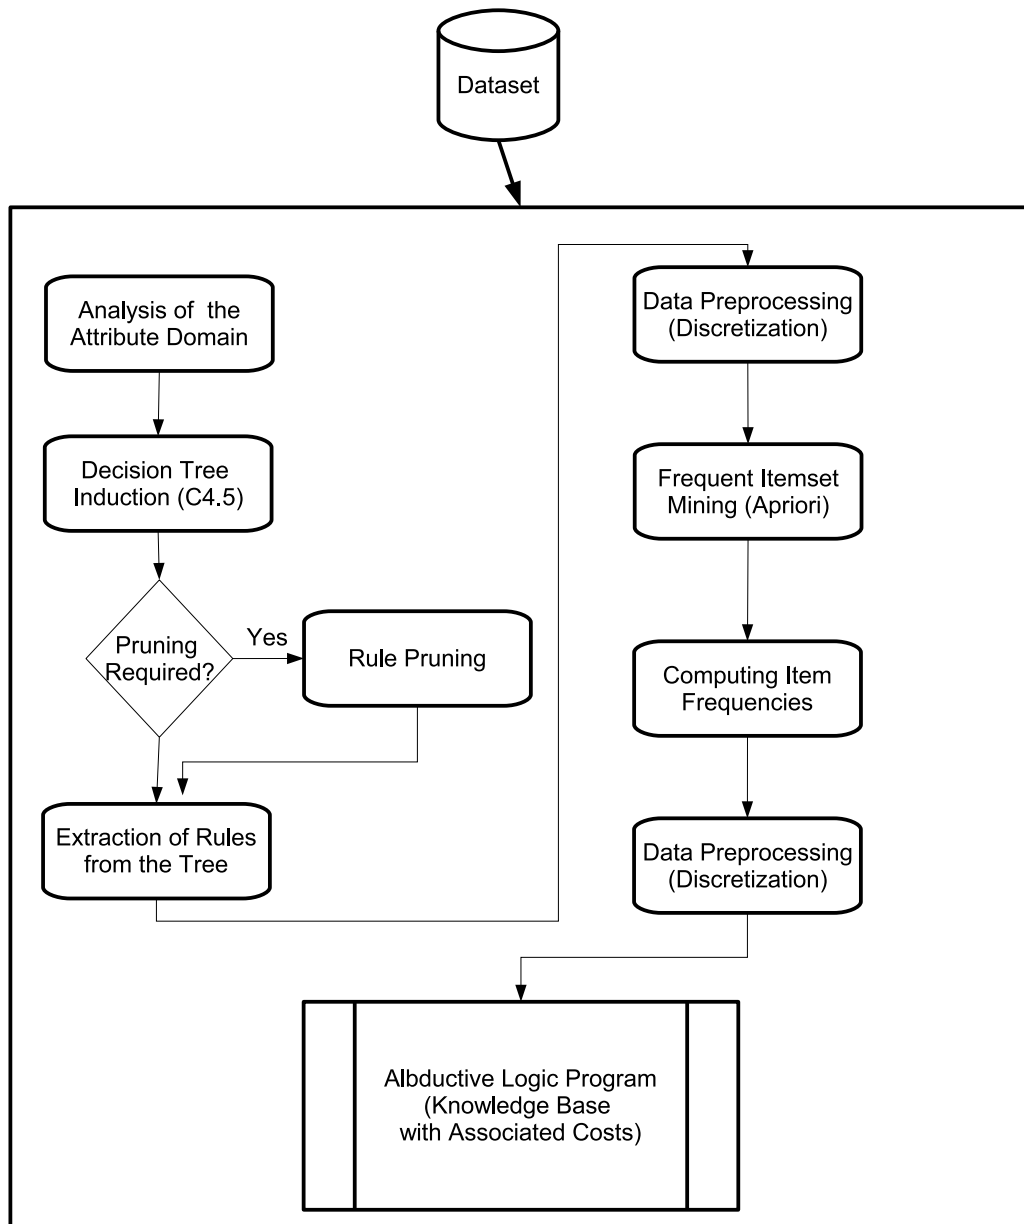 Dataset
Analysis of the
Attribute Domain
Decision Tree
Induction (C4.5)
Pruning
Required?
Yes
Rule Pruning
Extraction of Rules
from the Tree
Data Preprocessing
(Discretization)
Frequent Itemset
Mining (Apriori)
Computing Item
Frequencies
Data Preprocessing
(Discretization)
Albductive Logic Program
(Knowledge Base
with Associated Costs)